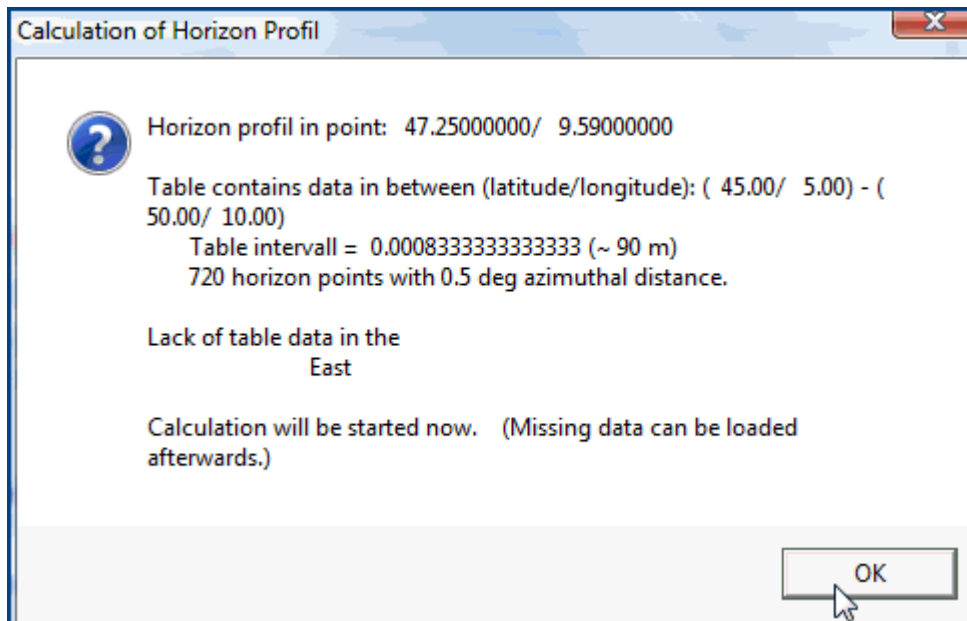 Calculation of Horizon Profil
Horizon profil in point: 47.25000000/ 9.59000000
Table contains data in between (latitude/longitude): ( 45.00/ 5.00) - (
50.00/ 10.00)
Table intervall = 0.0008333333333333 (~ 90 m)
720 horizon points with 0.5 deg azimuthal distance.
Lack of table data in the
East
Calculation will be started now. (Missing data can be loaded
afterwards.)
OK